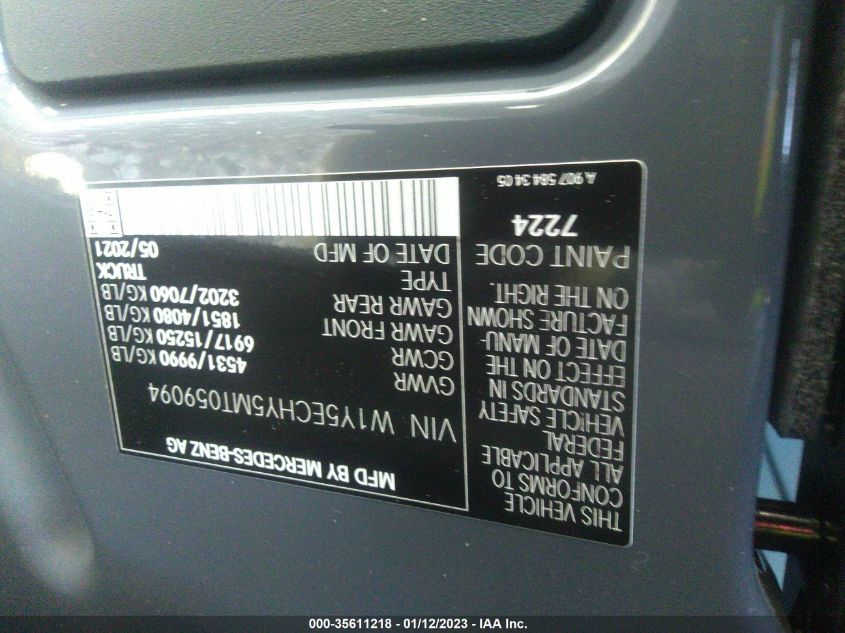 MFD BY MERCEDES-BENZ AG
VIN W1Y5ECHY5MT059094
GVWR 4531/9990 KG/LB
GCWR 6917/15250 KG/LB
GAWR FRONT 1851/4080 KG/LB
GAWR REAR 3202/7060 KG/LB
TYPE TRUCK
DATE OF MFD 05/2021
THIS VEHICLE
CONFORMS TO
ALL APPLICABLE
FEDERAL
VEHICLE SAFETY
STANDARDS IN
EFFECT ON THE
DATE OF MANU-
FACTURE SHOWN
ON THE RIGHT.
PAINT CODE
7224
A 907 584 34 05
000-35611218 - 01/12/2023 - IAA Inc.